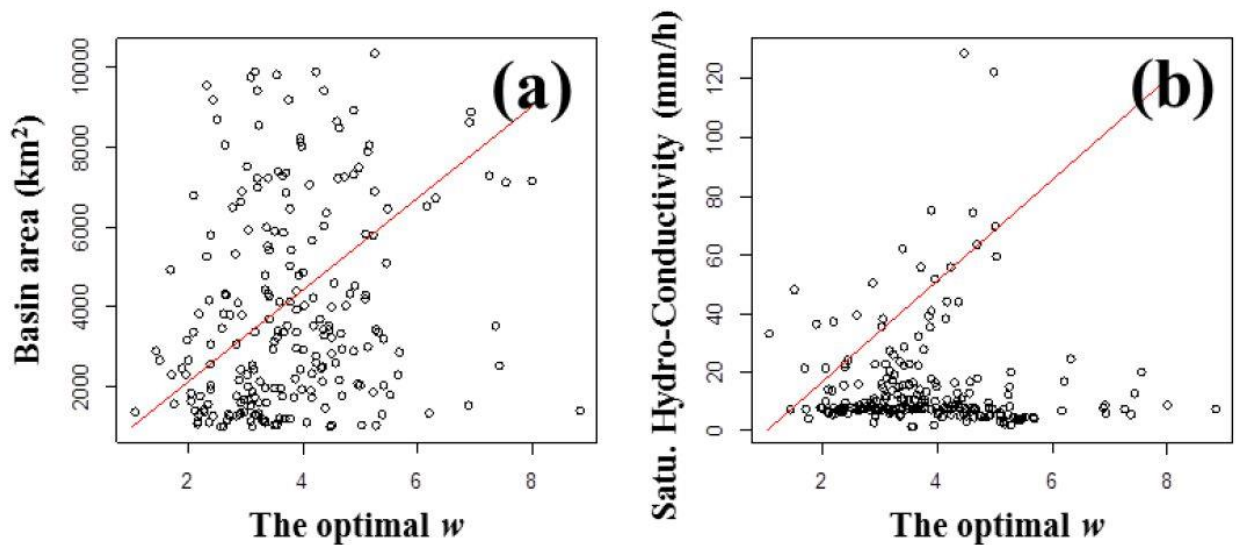 (a)
Basin area (km²)
10000
8000
6000
4000
2000
2 4 6 8
The optimal w
(b)
Satu. Hydro-Conductivity (mm/h)
120
100
80
60
40
20
0
2 4 6 8
The optimal w